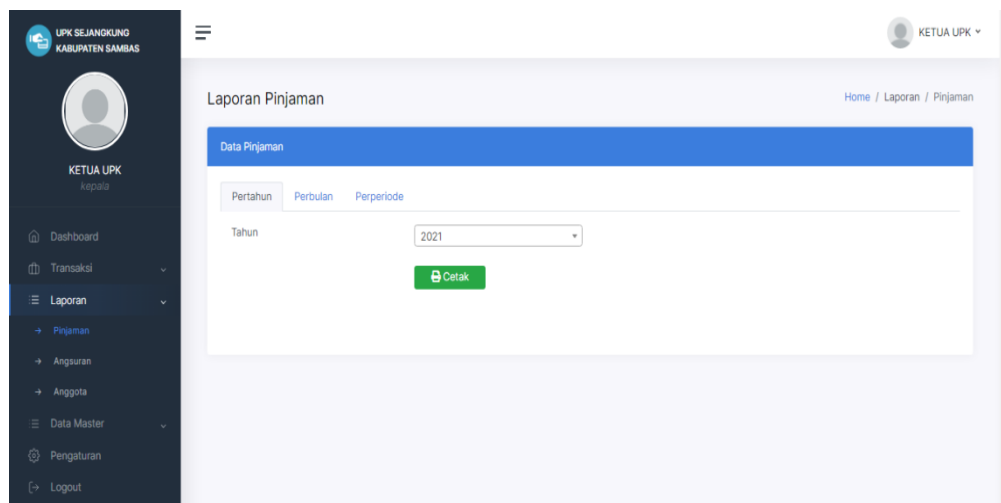 UPK SEJANGKUNG
KABUPATEN SAMBAS
KETUA UPK
kepala
Dashboard
Transaksi
Laporan
Pinjaman
Angsuran
Anggota
Data Master
Pengaturan
Logout
KETUA UPK
Laporan Pinjaman
Home / Laporan / Pinjaman
Data Pinjaman
Pertahun Perbulan Perperiode
Tahun 2021
Cetak